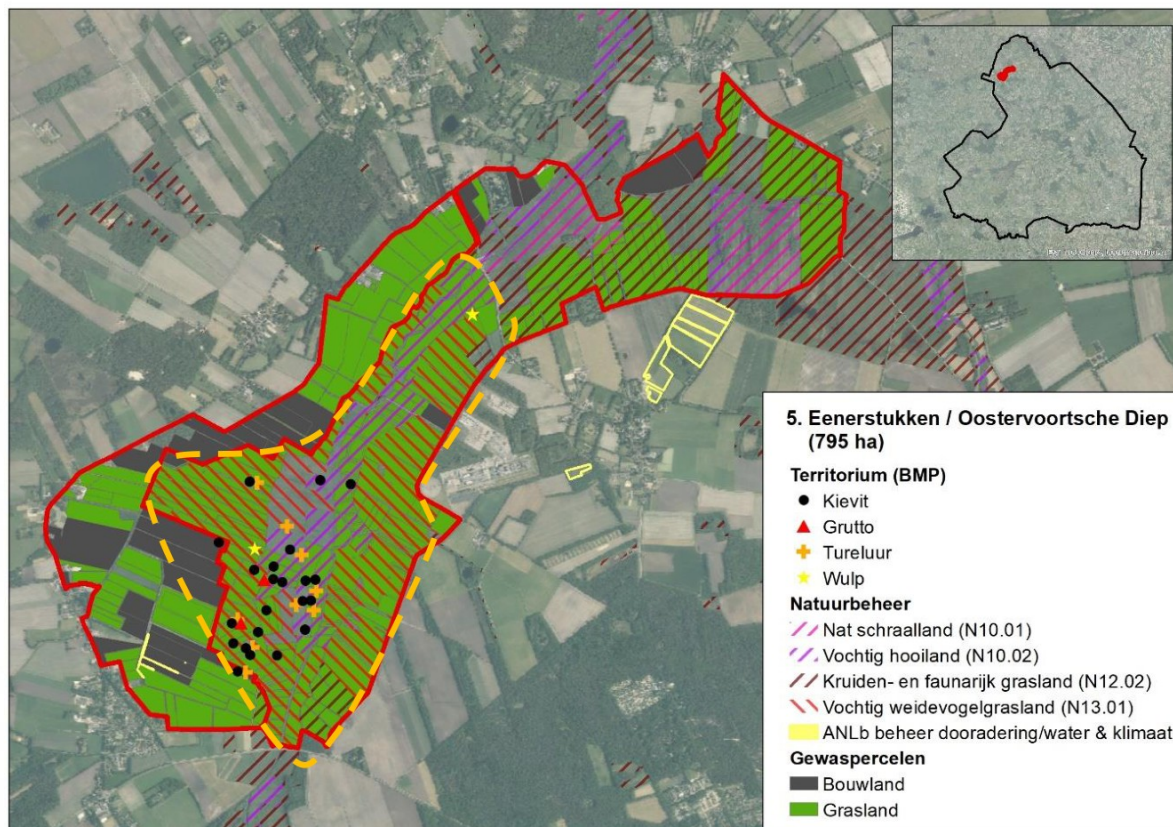 5. Eenerstukken / Oostervoortsche Diep
(795 ha)
Territorium (BMP)
Kievit
Grutto
Tureluur
Wulp
Natuurbeheer
Nat schraalland (N10.01)
Vochtig hooiland (N10.02)
Kruiden- en faunarijk grasland (N12.02)
Vochtig weidevogelgrasland (N13.01)
ANLb beheer dooradering/water & klimaat
Gewaspercelen
Bouwland
Grasland